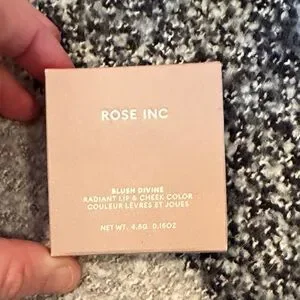 ROSE INC
BLUSH DIVINE
RADIANT LIP & CHEEK COLOR
COULEUR LÈVRES ET JOUES
NET WT. 4.6G. 0.16OZ